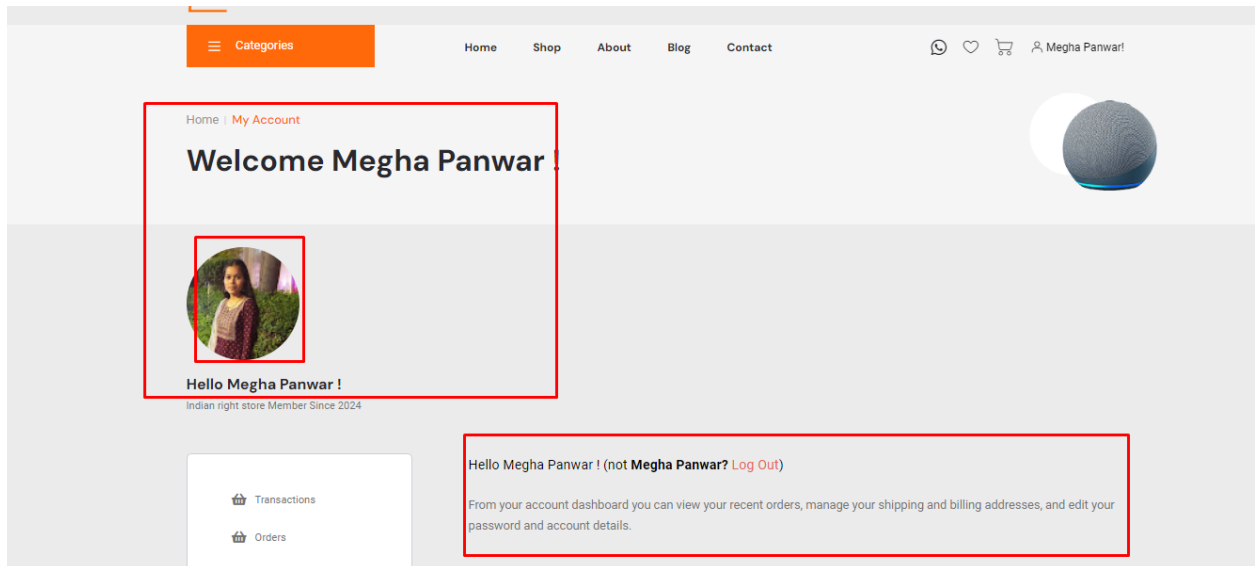 Categories
Home Shop About Blog Contact
Megha Panwar!
Home | My Account
Welcome Megha Panwar !
Hello Megha Panwar !
Indian right store Member Since 2024
Hello Megha Panwar ! (not Megha Panwar? Log Out)
From your account dashboard you can view your recent orders, manage your shipping and billing addresses, and edit your
password and account details.
Transactions
Orders